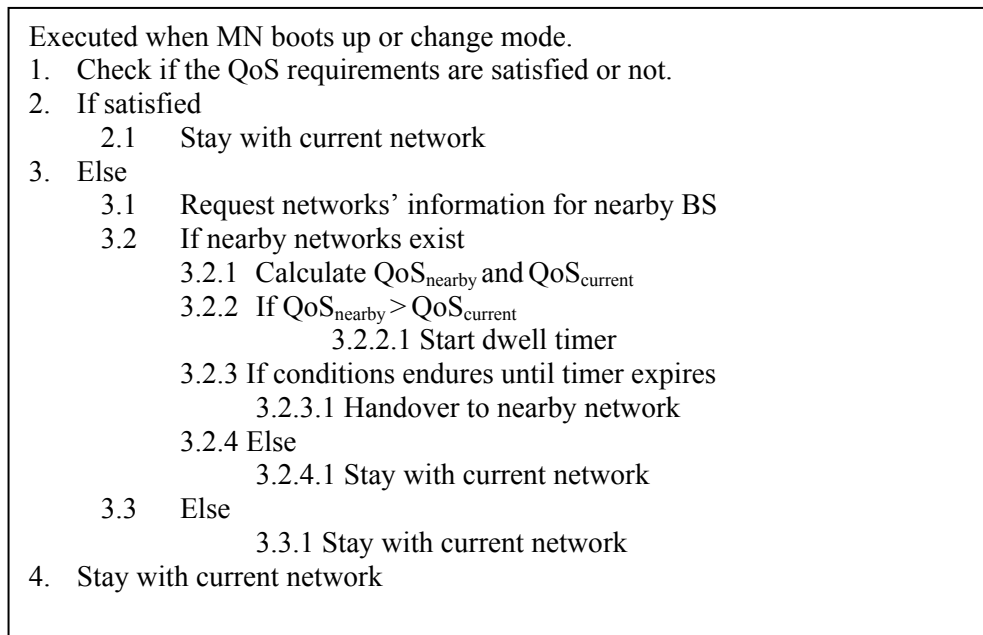 Executed when MN boots up or change mode.
1. Check if the QoS requirements are satisfied or not.
2. If satisfied
2.1 Stay with current network
3. Else
3.1 Request networks’ information for nearby BS
3.2 If nearby networks exist
3.2.1 Calculate QoSnearby and QoScurrent
3.2.2 If QoSnearby > QoScurrent
3.2.2.1 Start dwell timer
3.2.3 If conditions endures until timer expires
3.2.3.1 Handover to nearby network
3.2.4 Else
3.2.4.1 Stay with current network
3.3 Else
3.3.1 Stay with current network
4. Stay with current network